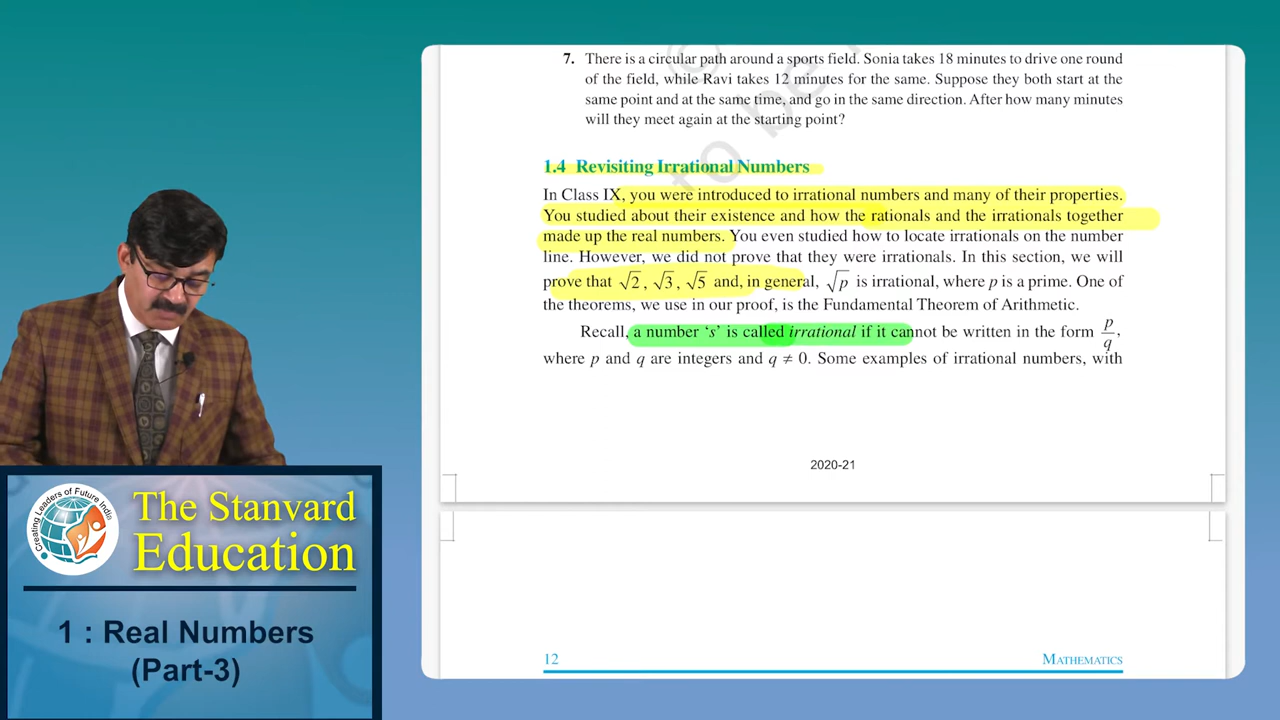 7. There is a circular path around a sports field. Sonia takes 18 minutes to drive one round
of the field, while Ravi takes 12 minutes for the same. Suppose they both start at the
same point and at the same time, and go in the same direction. After how many minutes
will they meet again at the starting point?
©
to be
1.4 Revisiting Irrational Numbers
In Class IX, you were introduced to irrational numbers and many of their properties.
You studied about their existence and how the rationals and the irrationals together
made up the real numbers. You even studied how to locate irrationals on the number
line. However, we did not prove that they were irrationals. In this section, we will
prove that √2, √3, √5 and, in general, √p is irrational, where p is a prime. One of
the theorems, we use in our proof, is the Fundamental Theorem of Arithmetic.
Recall, a number ‘s’ is called irrational if it cannot be written in the form p/q,
where p and q are integers and q ≠ 0. Some examples of irrational numbers, with
2020-21
12 MATHEMATICS
Creating Leaders of Future India
The Stanvard
Education
1 : Real Numbers
(Part-3)